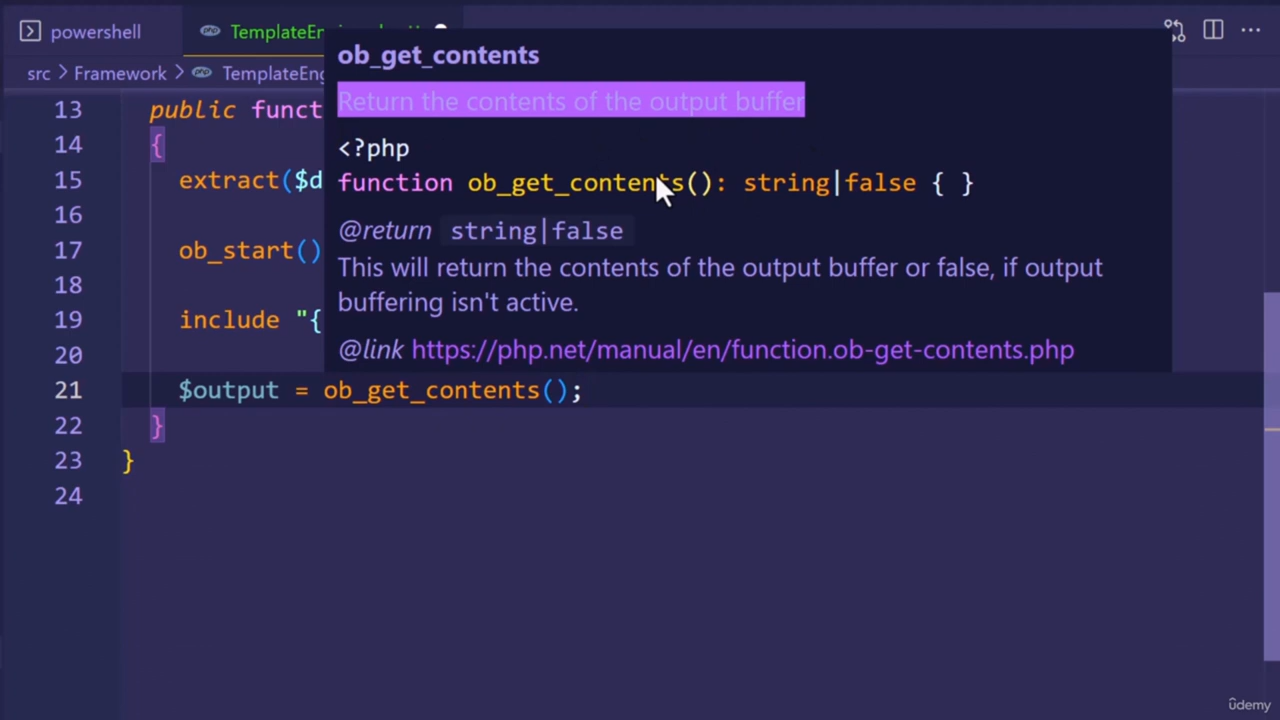 powershell
TemplateEn
ob_get_contents
src > Framework > TemplateEng
Return the contents of the output buffer
13 public funct
<?php
14 {
function ob_get_contents(): string|false { }
15 extract($d
16
@return string|false
17 ob_start()
This will return the contents of the output buffer or false, if output
18
buffering isn't active.
19 include "{
20
@link https://php.net/manual/en/function.ob-get-contents.php
21 $output = ob_get_contents();
22 }
23 }
24
ûdemy